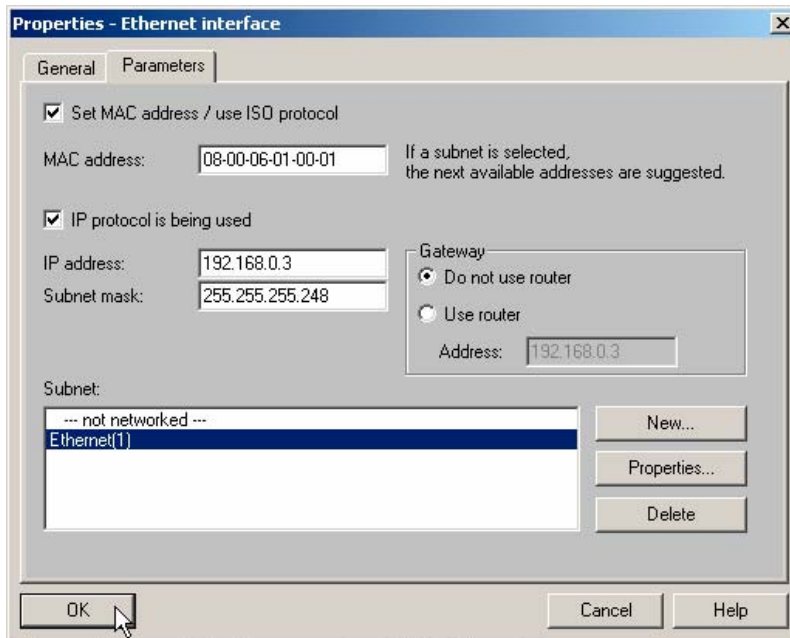 Properties - Ethernet interface
General
Parameters
Set MAC address / use ISO protocol
MAC address:
08-00-06-01-00-01
If a subnet is selected,
the next available addresses are suggested.
IP protocol is being used
IP address:
192.168.0.3
Subnet mask:
255.255.255.248
Gateway
Do not use router
Use router
Address:
192.168.0.3
Subnet:
--- not networked ---
Ethernet(1)
New...
Properties...
Delete
OK
Cancel
Help